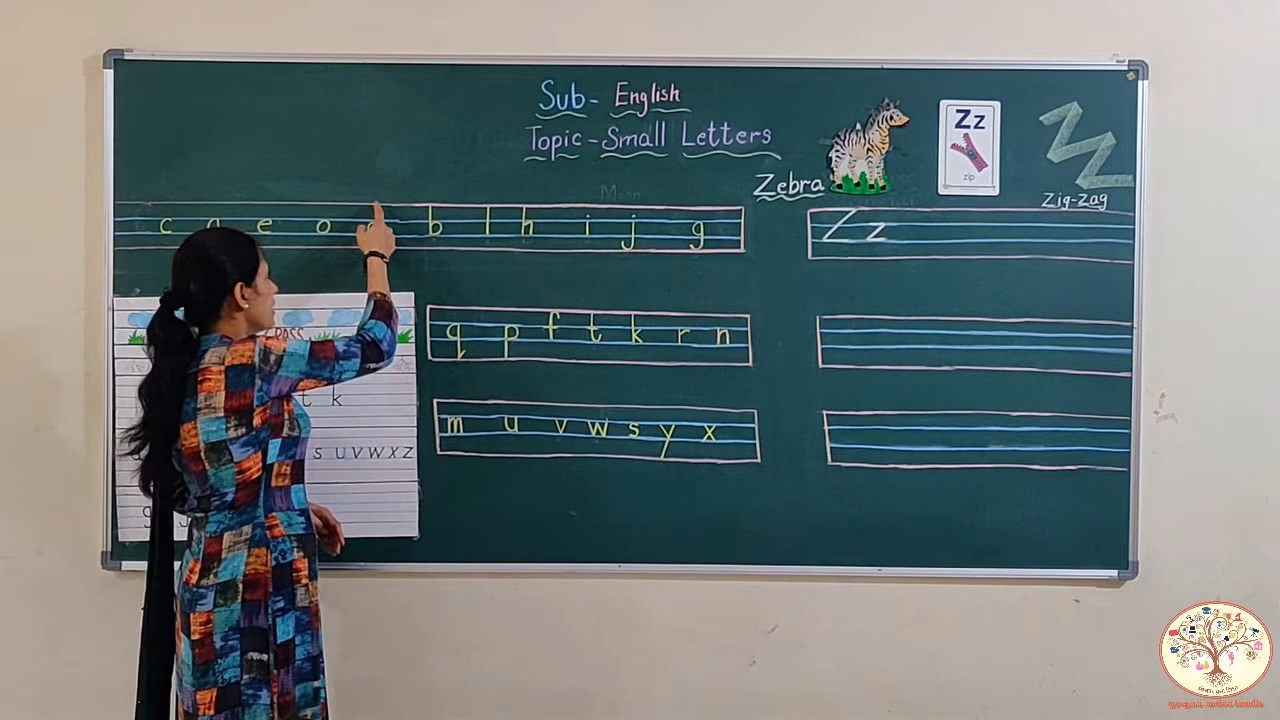 Sub- English
Topic- Small Letters
Zz
zip
Zebra
Zig-Zag
c a e o b l h i j g
Z z
q p f t k r n
t k
m u v w s y x
s u v w x z
g